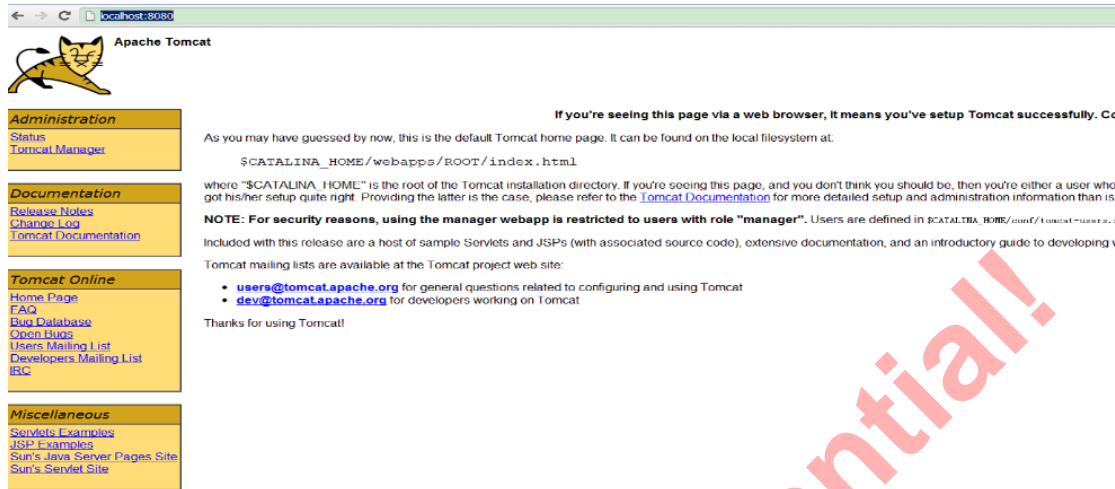 localhost:8080
Apache Tomcat
Administration
Status
Tomcat Manager
Documentation
Release Notes
Change Log
Tomcat Documentation
Tomcat Online
Home Page
FAQ
Bug Database
Open Bugs
Users Mailing List
Developers Mailing List
IRC
Miscellaneous
Servlets Examples
JSP Examples
Sun's Java Server Pages Site
Sun's Servlet Site
If you're seeing this page via a web browser, it means you've setup Tomcat successfully. Co
As you may have guessed by now, this is the default Tomcat home page. It can be found on the local filesystem at:
$CATALINA_HOME/webapps/ROOT/index.html
where "$CATALINA_HOME" is the root of the Tomcat installation directory. If you're seeing this page, and you don't think you should be, then you're either a user who
got his/her setup quite right. Providing the latter is the case, please refer to the Tomcat Documentation for more detailed setup and administration information than is
NOTE: For security reasons, using the manager webapp is restricted to users with role "manager". Users are defined in $CATALINA_HOME/conf/tomcat-users.
Included with this release are a host of sample Servlets and JSPs (with associated source code), extensive documentation, and an introductory guide to developing
Tomcat mailing lists are available at the Tomcat project web site:
users@tomcat.apache.org for general questions related to configuring and using Tomcat
dev@tomcat.apache.org for developers working on Tomcat
Thanks for using Tomcat!
ntial!